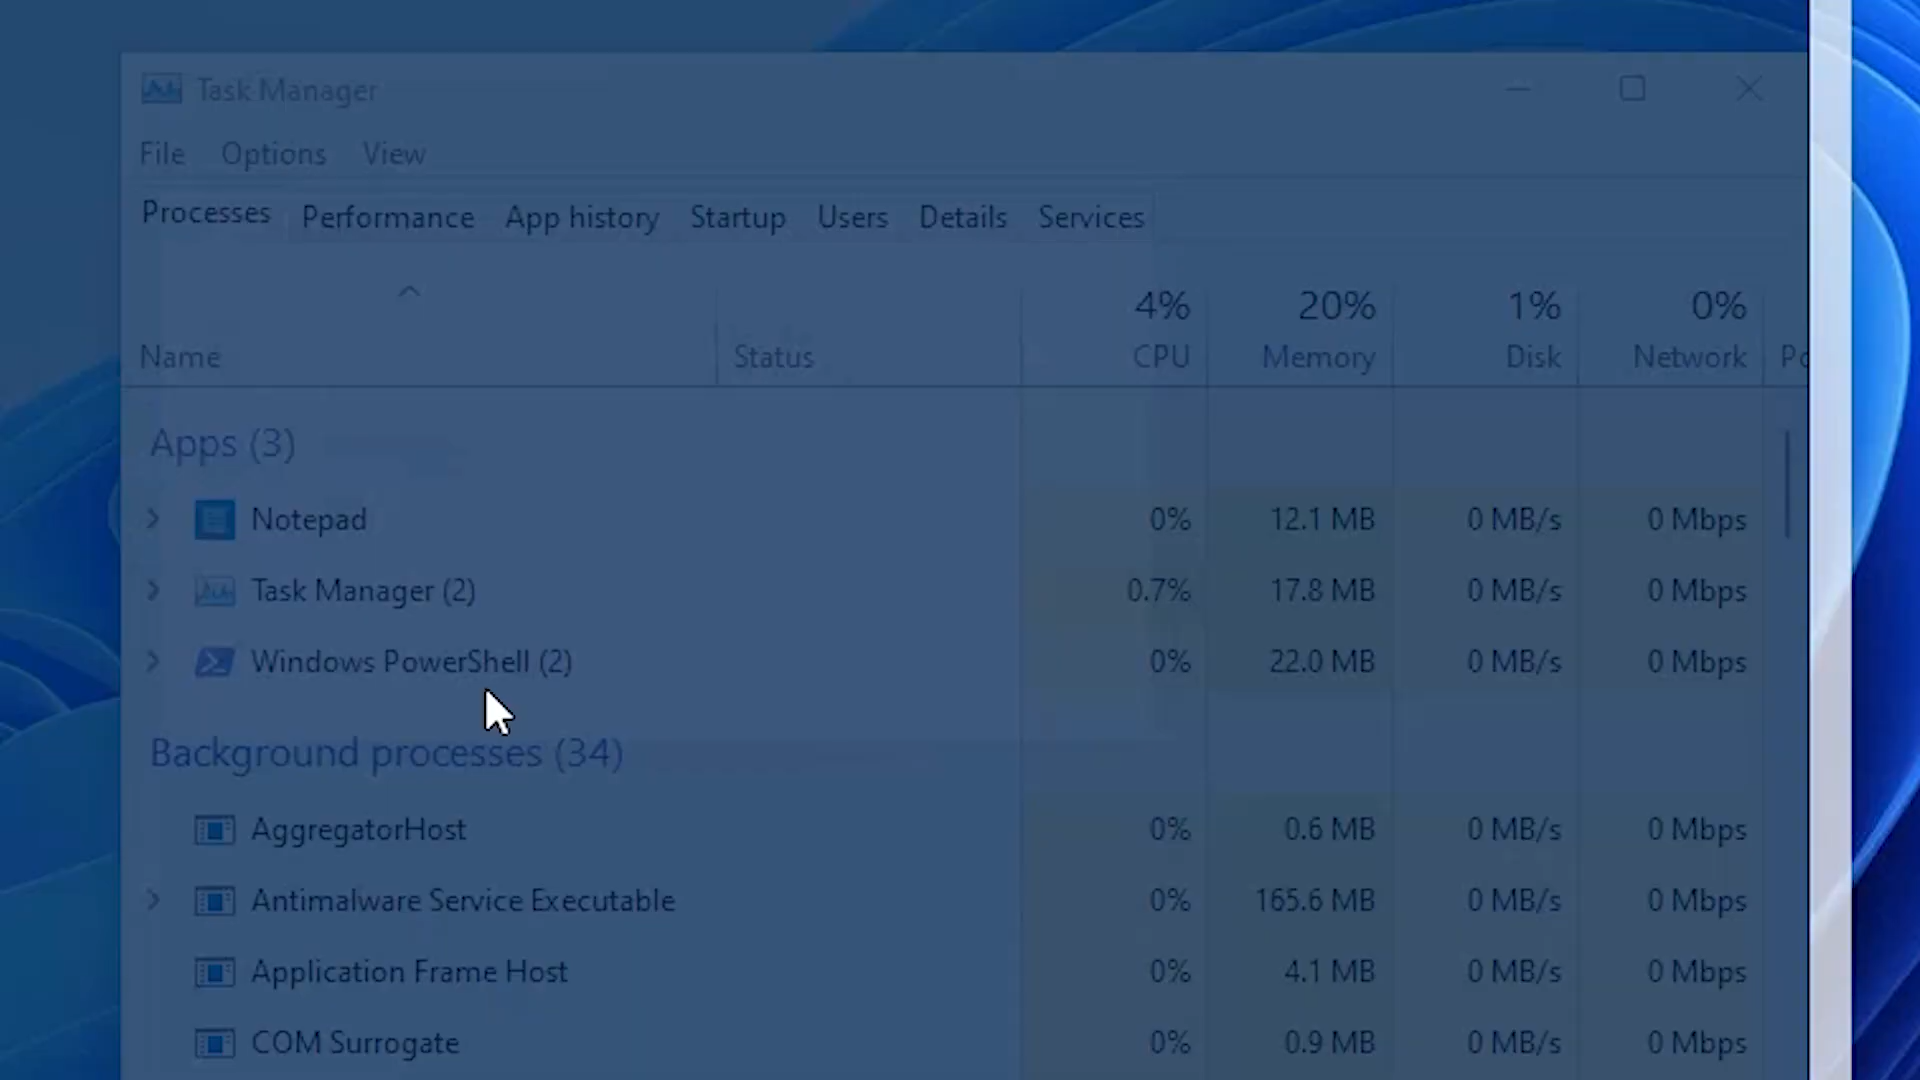 Task Manager
File Options View
Processes Performance App history Startup Users Details Services
4% 20% 1% 0%
Name Status CPU Memory Disk Network Po
Apps (3)
Notepad 0% 12.1 MB 0 MB/s 0 Mbps
Task Manager (2) 0.7% 17.8 MB 0 MB/s 0 Mbps
Windows PowerShell (2) 0% 22.0 MB 0 MB/s 0 Mbps
Background processes (34)
AggregatorHost 0% 0.6 MB 0 MB/s 0 Mbps
Antimalware Service Executable 0% 165.6 MB 0 MB/s 0 Mbps
Application Frame Host 0% 4.1 MB 0 MB/s 0 Mbps
COM Surrogate 0% 0.9 MB 0 MB/s 0 Mbps